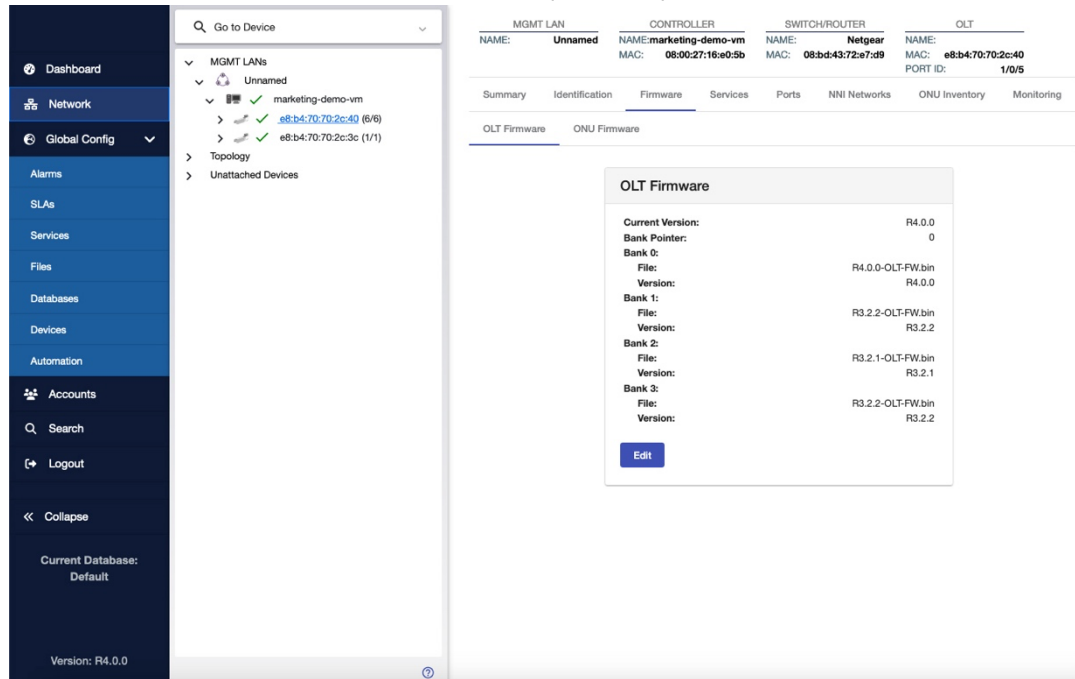 Dashboard
Network
Global Config
Alarms
SLAs
Services
Files
Databases
Devices
Automation
Accounts
Search
Logout
Collapse
Current Database:
Default
Version: R4.0.0
Go to Device
MGMT LANs
Unnamed
marketing-demo-vm
e8:b4:70:70:2c:40 (6/6)
e8:b4:70:70:2c:3c (1/1)
Topology
Unattached Devices
MGMT LAN CONTROLLER SWITCH/ROUTER OLT
NAME: Unnamed NAME:marketing-demo-vm NAME: Netgear NAME:
MAC: 08:00:27:16:e0:5b MAC: 08:bd:43:72:e7:d9 MAC: e8:b4:70:70:2c:40
PORT ID: 1/0/5
Summary Identification Firmware Services Ports NNI Networks ONU Inventory Monitoring
OLT Firmware ONU Firmware
OLT Firmware
Current Version: R4.0.0
Bank Pointer: 0
Bank 0:
File: R4.0.0-OLT-FW.bin
Version: R4.0.0
Bank 1:
File: R3.2.2-OLT-FW.bin
Version: R3.2.2
Bank 2:
File: R3.2.1-OLT-FW.bin
Version: R3.2.1
Bank 3:
File: R3.2.2-OLT-FW.bin
Version: R3.2.2
Edit